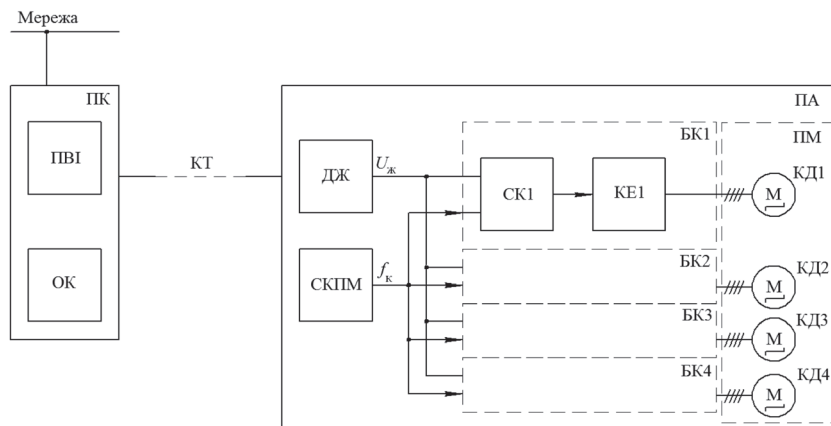 Мережа
ПК
ПВІ
ОК
КТ
ПА
ДЖ
Uж
СКПМ
fк
БК1
СК1
КЕ1
ПМ
КД1
М
БК2
КД2
М
БК3
КД3
М
БК4
КД4
М